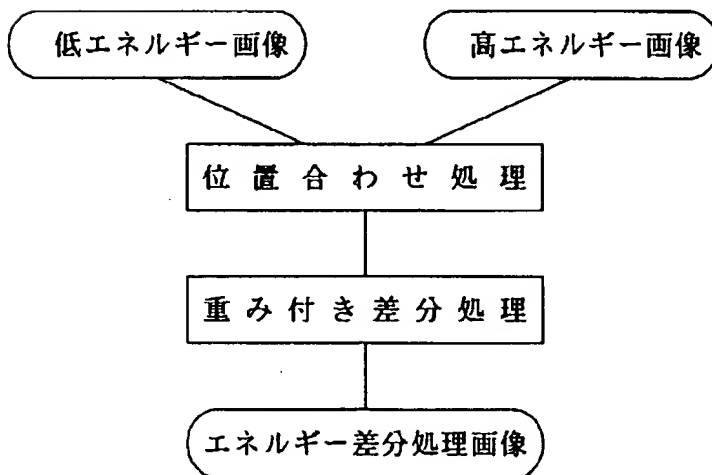 低エネルギー画像
高エネルギー画像
位置合わせ処理
重み付き差分処理
エネルギー差分処理画像